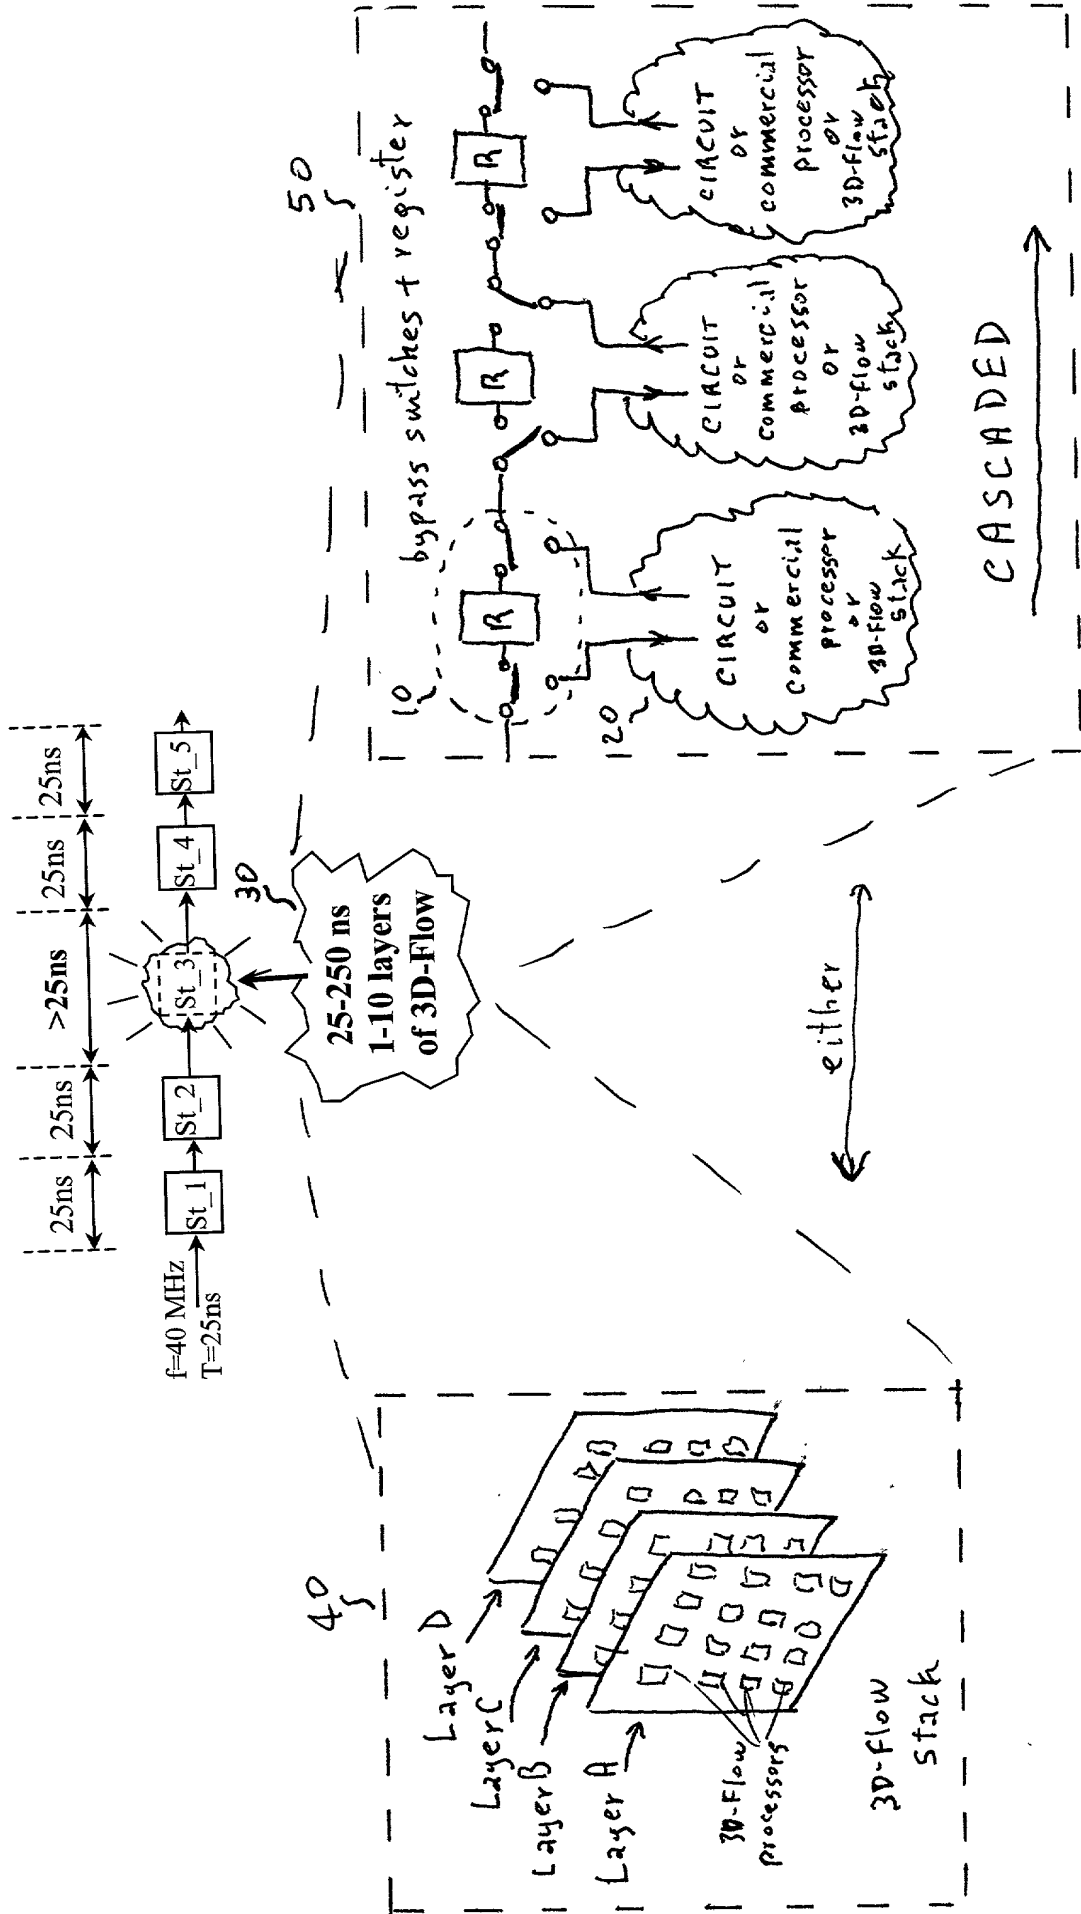 25ns
25ns
>25ns
25ns
25ns
f=40 MHz
T=25ns
St_1
St_2
St_3
St_4
St_5
30
25-250 ns
1-10 layers
of 3D-Flow
40
Layer D
Layer C
Layer B
Layer A
3D-Flow
processors
3D-Flow
stack
either
50
bypass switches + register
10
R
R
R
20
CIRCUIT
or
commercial
processor
or
3D-Flow
stack
CIRCUIT
or
commercial
processor
or
3D-Flow
stack
CIRCUIT
or
commercial
processor
or
3D-Flow
stack
CASCADED